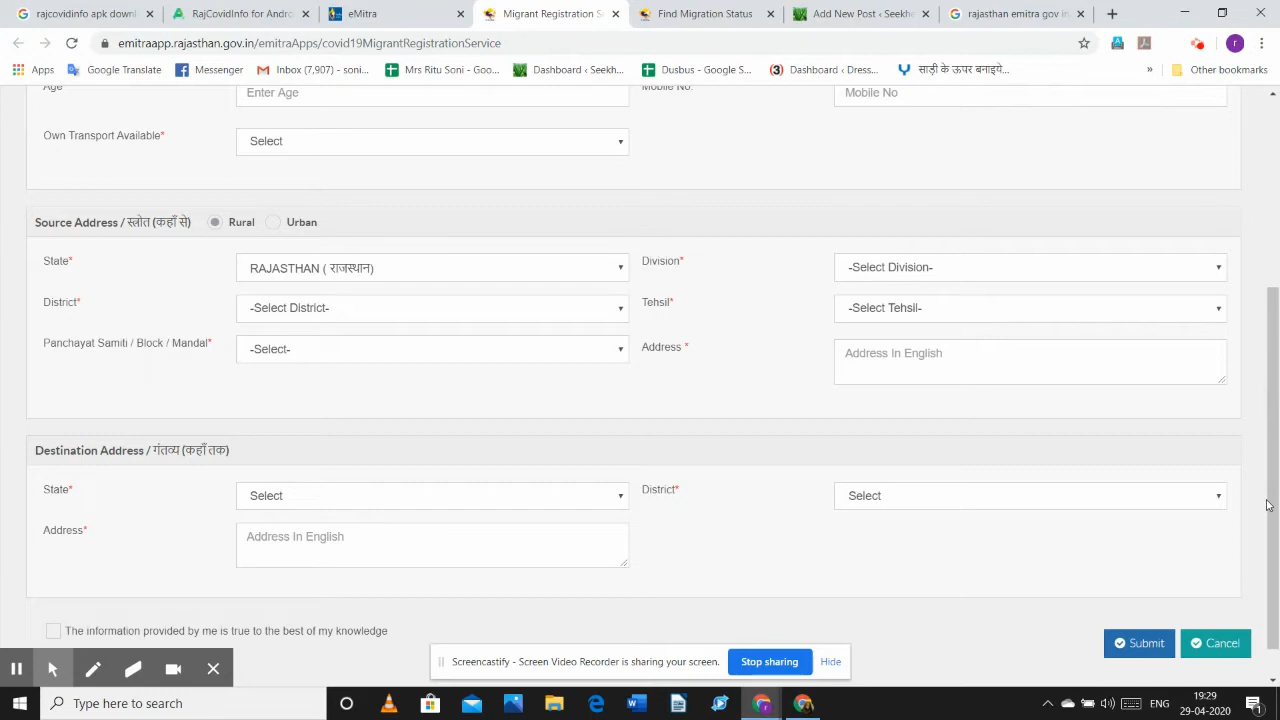 rajcovidinfo apk downl
RajCovidInfo for Andro
eMitra
Migrant Registration S
Find Migration Status
Add New Post ‹ Seekhe
rajasthan emitra gov in
emitraapp.rajasthan.gov.in/emitraApps/covid19MigrantRegistrationService
Apps
Google Translate
Messenger
Inbox (7,907) - soni...
Mrs Ritu Soni - Goo...
Dashboard ‹ Seekh...
Dusbus - Google S...
Dashboard ‹ Dress...
साड़ी के ऊपर बनाइये...
»
Other bookmarks
Age
Enter Age
Mobile No.
Mobile No
Own Transport Available*
Select
Source Address / स्त्रोत (कहाँ से)
Rural
Urban
State*
RAJASTHAN ( राजस्थान)
Division*
-Select Division-
District*
-Select District-
Tehsil*
-Select Tehsil-
Panchayat Samiti / Block / Mandal*
-Select-
Address *
Address In English
Destination Address / गंतव्य (कहाँ तक)
State*
Select
District*
Select
Address*
Address In English
The information provided by me is true to the best of my knowledge
Submit
Cancel
Screencastify - Screen Video Recorder is sharing your screen.
Stop sharing
Hide
Type here to search
ENG
19:29
29-04-2020